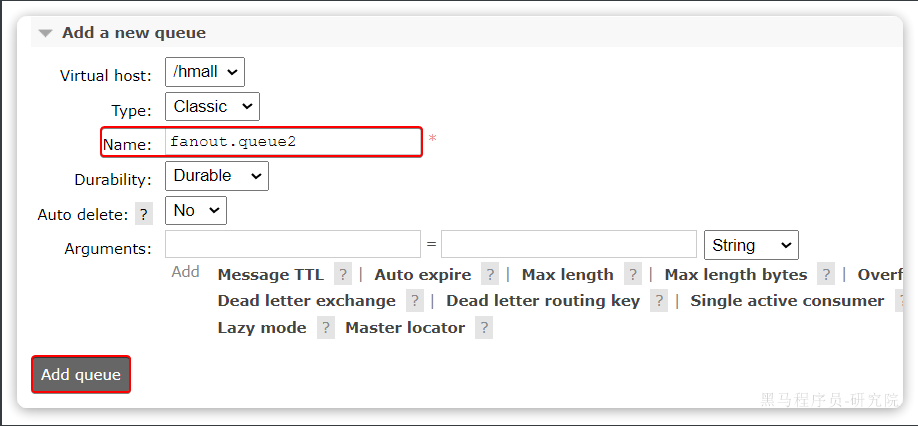 Add a new queue
Virtual host: /hmall
Type: Classic
Name: fanout.queue2 *
Durability: Durable
Auto delete: ? No
Arguments: = String
Add Message TTL ? | Auto expire ? | Max length ? | Max length bytes ? | Overf
Dead letter exchange ? | Dead letter routing key ? | Single active consumer ?
Lazy mode ? Master locator ?
Add queue
黑马程序员-研究院